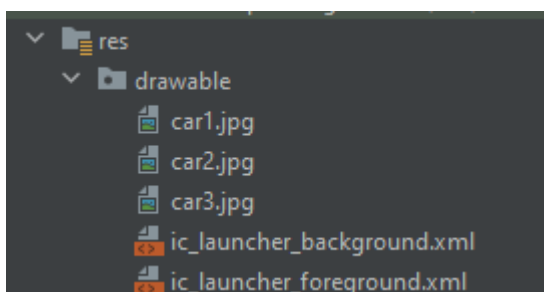 res
drawable
car1.jpg
car2.jpg
car3.jpg
ic_launcher_background.xml
ic_launcher_foreground.xml